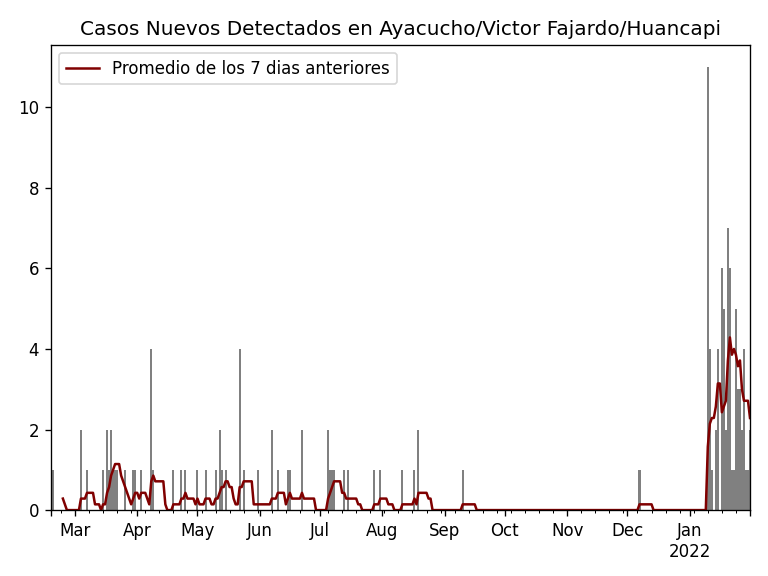 Casos Nuevos Detectados en Ayacucho/Victor Fajardo/Huancapi
Promedio de los 7 dias anteriores
10
8
6
4
2
0
Mar Apr May Jun Jul Aug Sep Oct Nov Dec Jan
2022